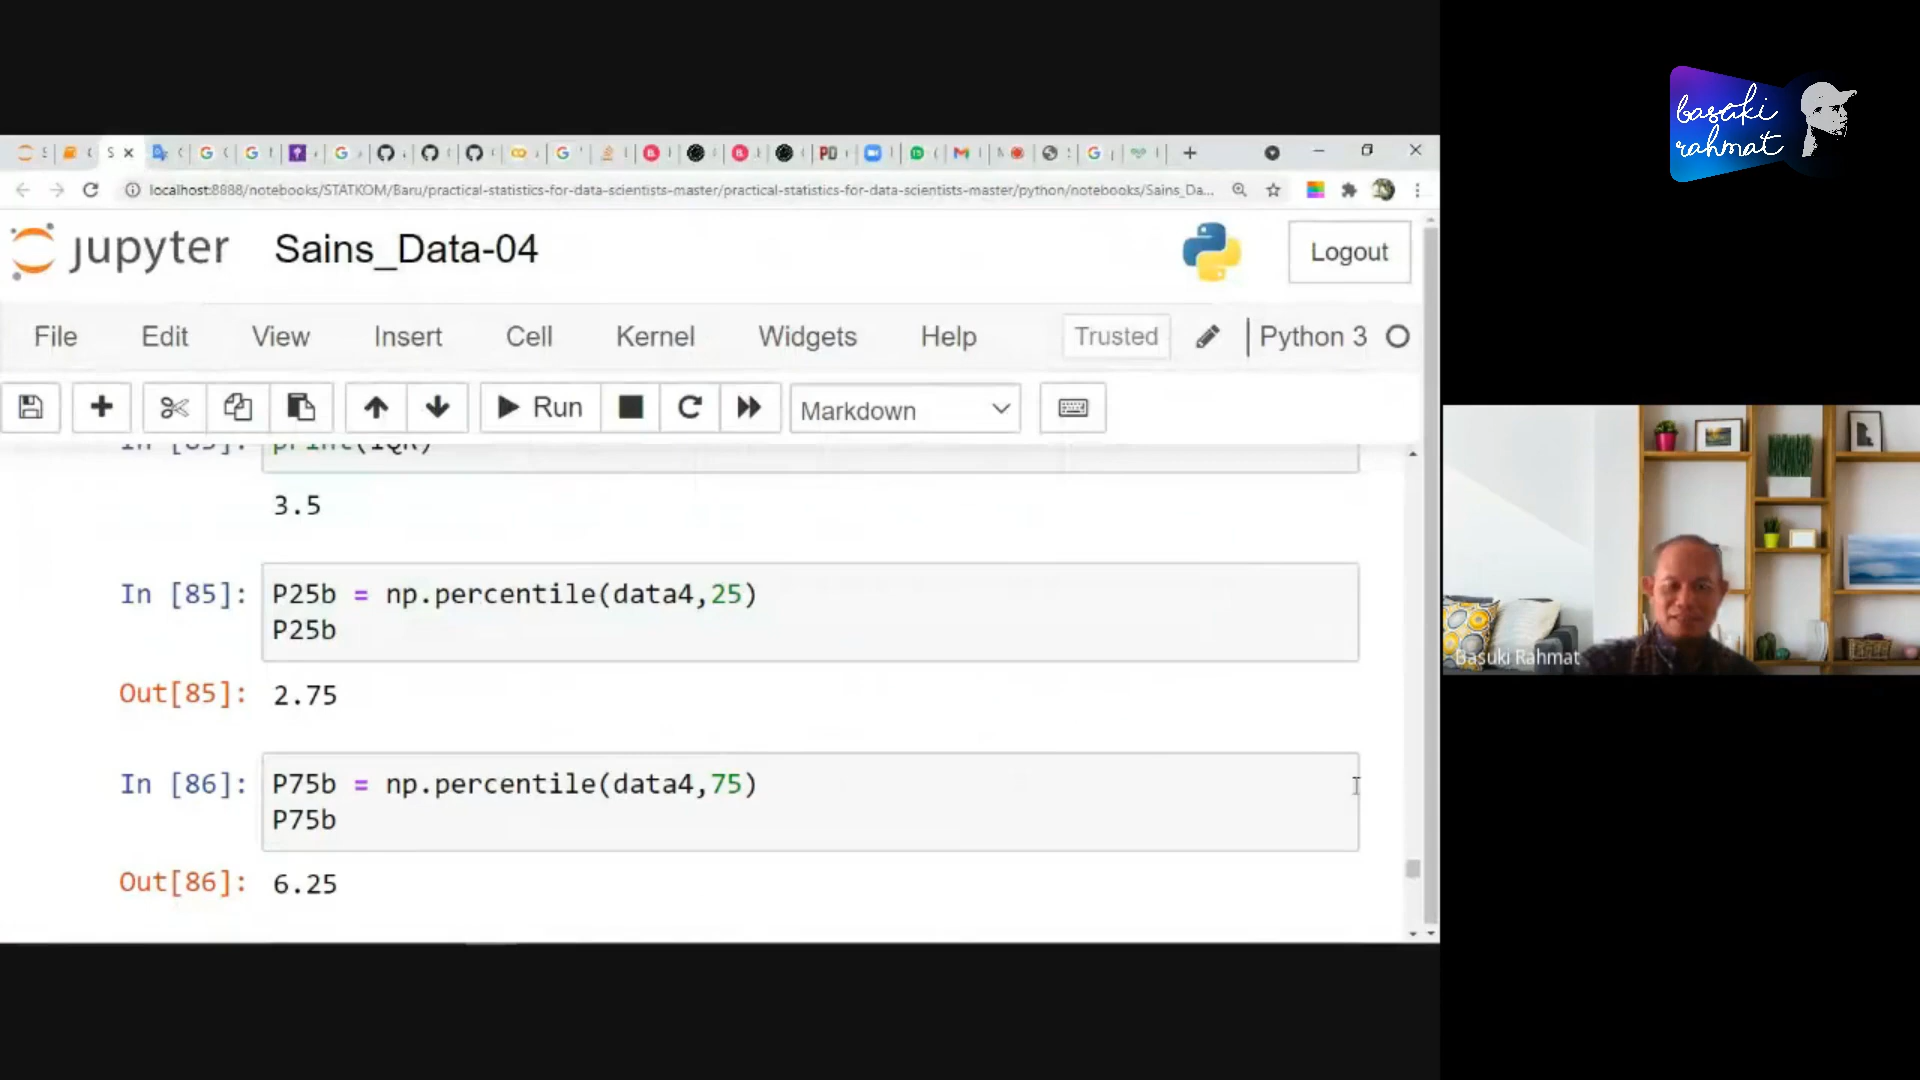 basuki
rahmat
localhost:8888/notebooks/STATKOM/Baru/practical-statistics-for-data-scientists-master/practical-statistics-for-data-scientists-master/python/notebooks/Sains_Da...
jupyter Sains_Data-04
Logout
File Edit View Insert Cell Kernel Widgets Help Trusted Python 3
Run Markdown
print(IQR)
3.5
In [85]: P25b = np.percentile(data4,25)
P25b
Out[85]: 2.75
In [86]: P75b = np.percentile(data4,75)
P75b
Out[86]: 6.25
Basuki Rahmat